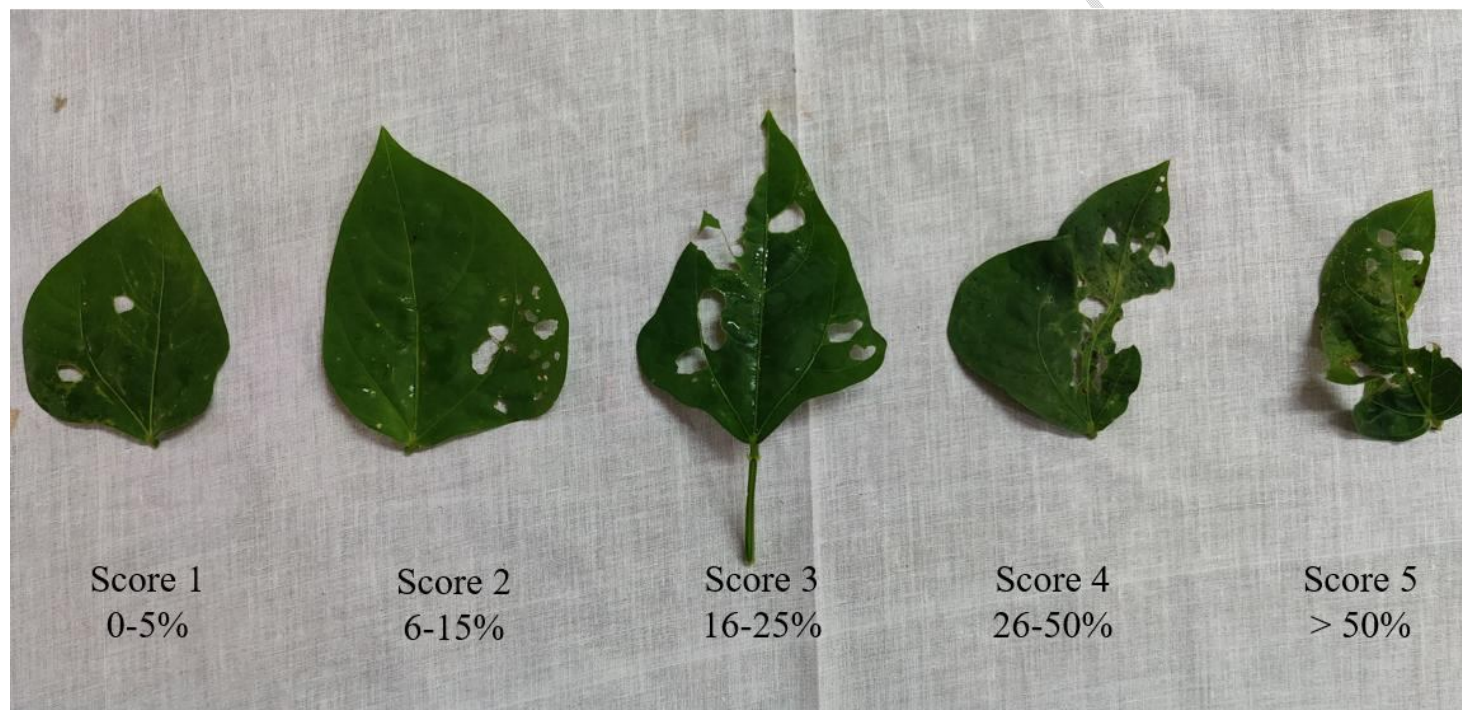 Score 1
0-5%
Score 2
6-15%
Score 3
16-25%
Score 4
26-50%
Score 5
> 50%